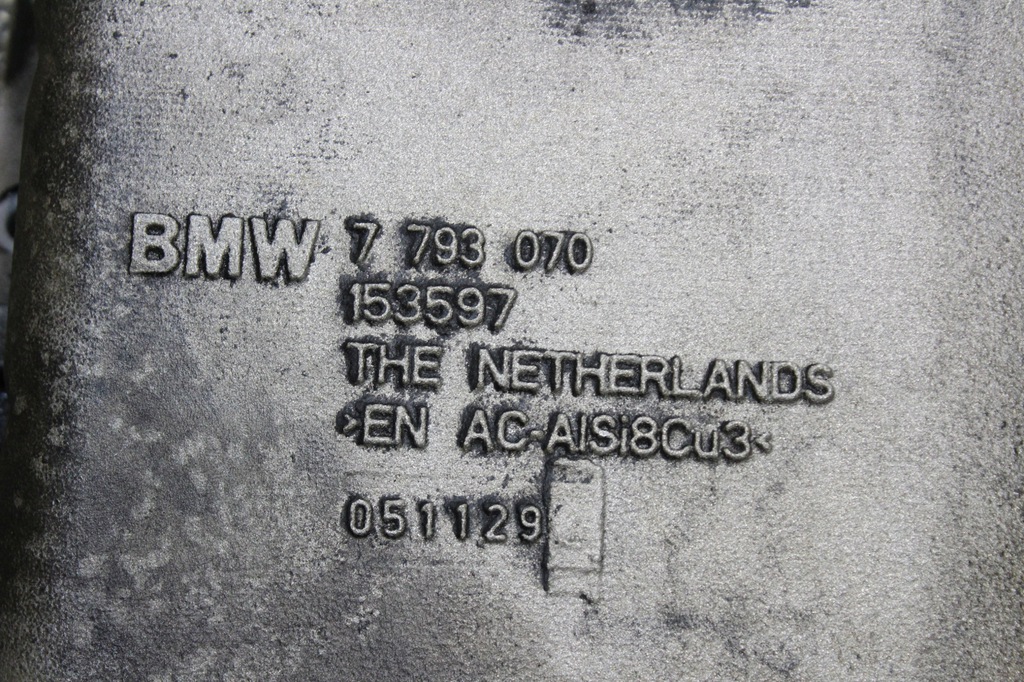 BMW 7 793 070
153597
THE NETHERLANDS
>EN AC-AlSi8Cu3<
051129